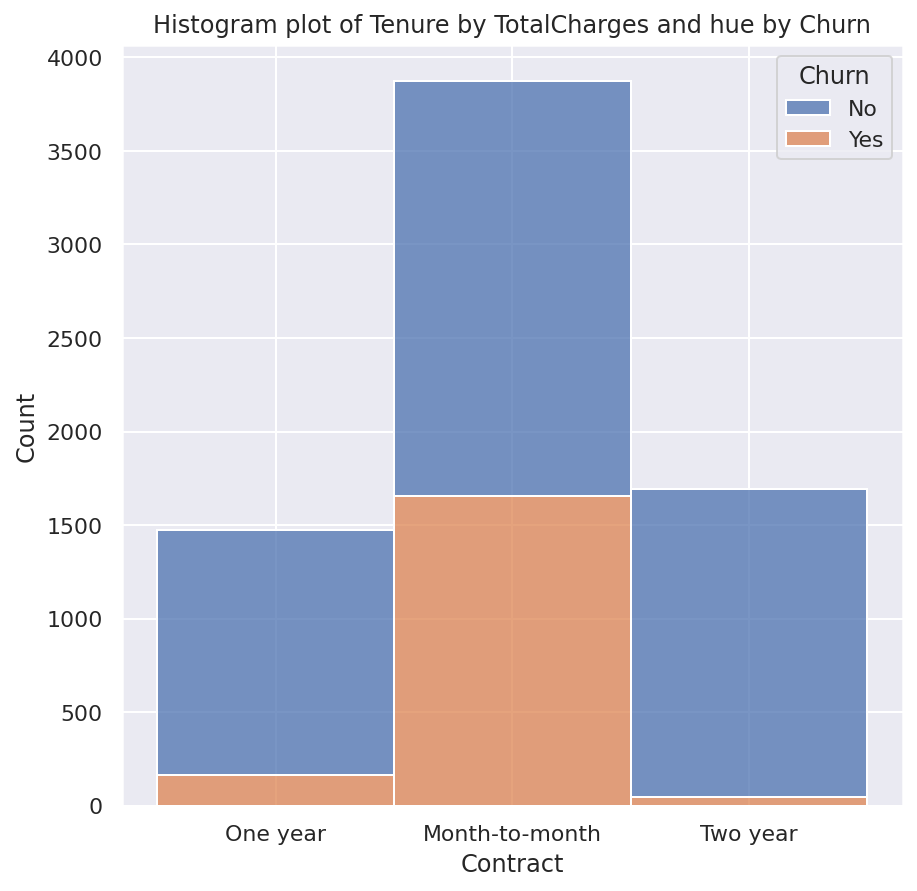 Histogram plot of Tenure by TotalCharges and hue by Churn
Churn
No
Yes
4000
3500
3000
2500
2000
1500
1000
500
0
Count
One year Month-to-month Two year
Contract